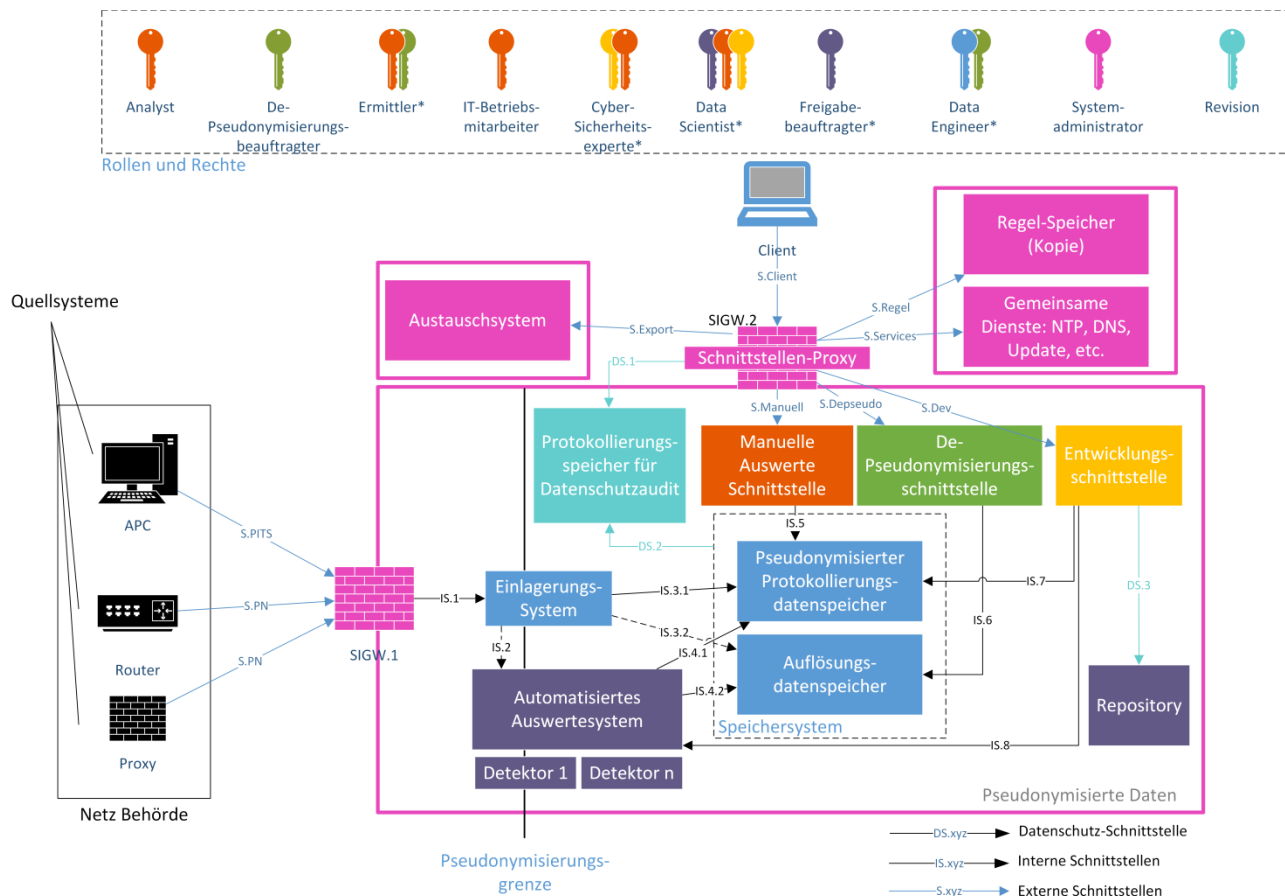 Analyst
De-
Pseudonymisierungs-
beauftragter
Ermittler*
IT-Betriebs-
mitarbeiter
Cyber-
Sicherheits-
experte*
Data
Scientist*
Freigabe-
beauftragter*
Data
Engineer*
System-
administrator
Revision
Rollen und Rechte
Client
S.Client
Regel-Speicher
(Kopie)
Quellsysteme
Austauschsystem
S.Export
SIGW.2
S.Regel
S.Services
Gemeinsame
Dienste: NTP, DNS,
Update, etc.
Schnittstellen-Proxy
DS.1
S.Manuell
S.Depseudo
S.Dev
Protokollierungs-
speicher für
Datenschutzaudit
Manuelle
Auswerte
Schnittstelle
De-
Pseudonymisierungs-
schnittstelle
Entwicklungs-
schnittstelle
APC
S.PITS
IS.5
DS.2
Pseudonymisierter
Protokollierungs-
datenspeicher
IS.7
DS.3
Einlagerungs-
System
IS.1
IS.3.1
IS.6
S.PN
Router
SIGW.1
IS.2
IS.3.2
IS.4.1
S.PN
Auflösungs-
datenspeicher
Automatisiertes
Auswertesystem
IS.4.2
Speichersystem
Repository
IS.8
Proxy
Detektor 1
Detektor n
Netz Behörde
Pseudonymisierte Daten
DS.xyz
Datenschutz-Schnittstelle
Pseudonymisierungs-
grenze
IS.xyz
Interne Schnittstellen
S.xyz
Externe Schnittstellen